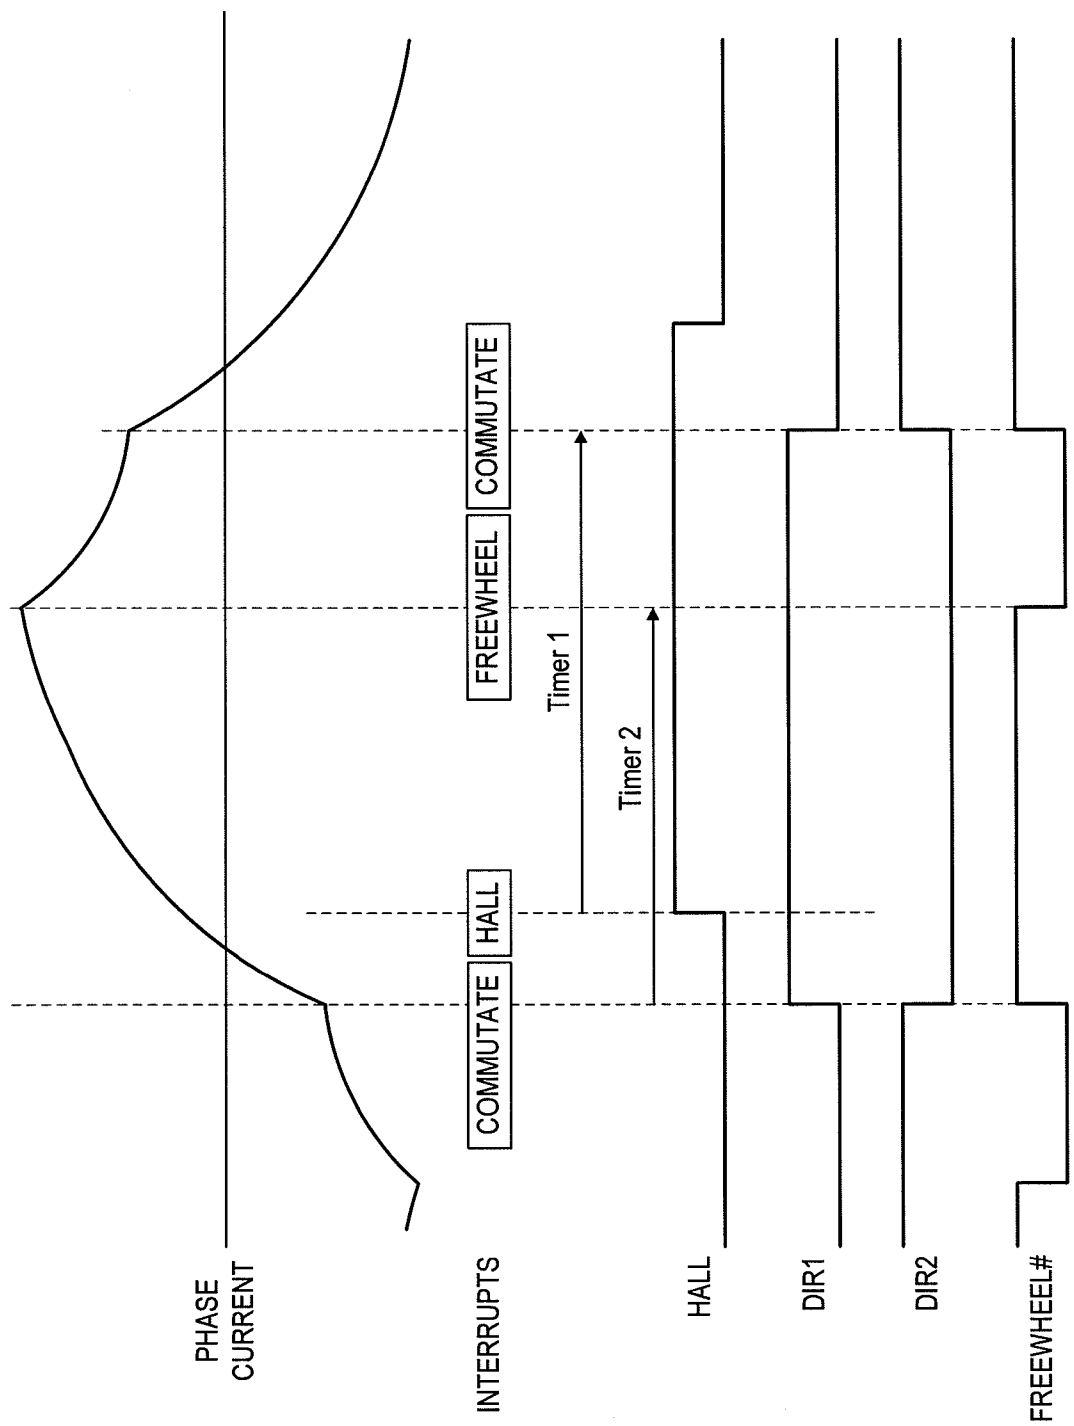 PHASE
CURRENT
INTERRUPTS
COMMUTATE
HALL
FREEWHEEL
COMMUTATE
Timer 1
Timer 2
HALL
DIR1
DIR2
FREEWHEEL#